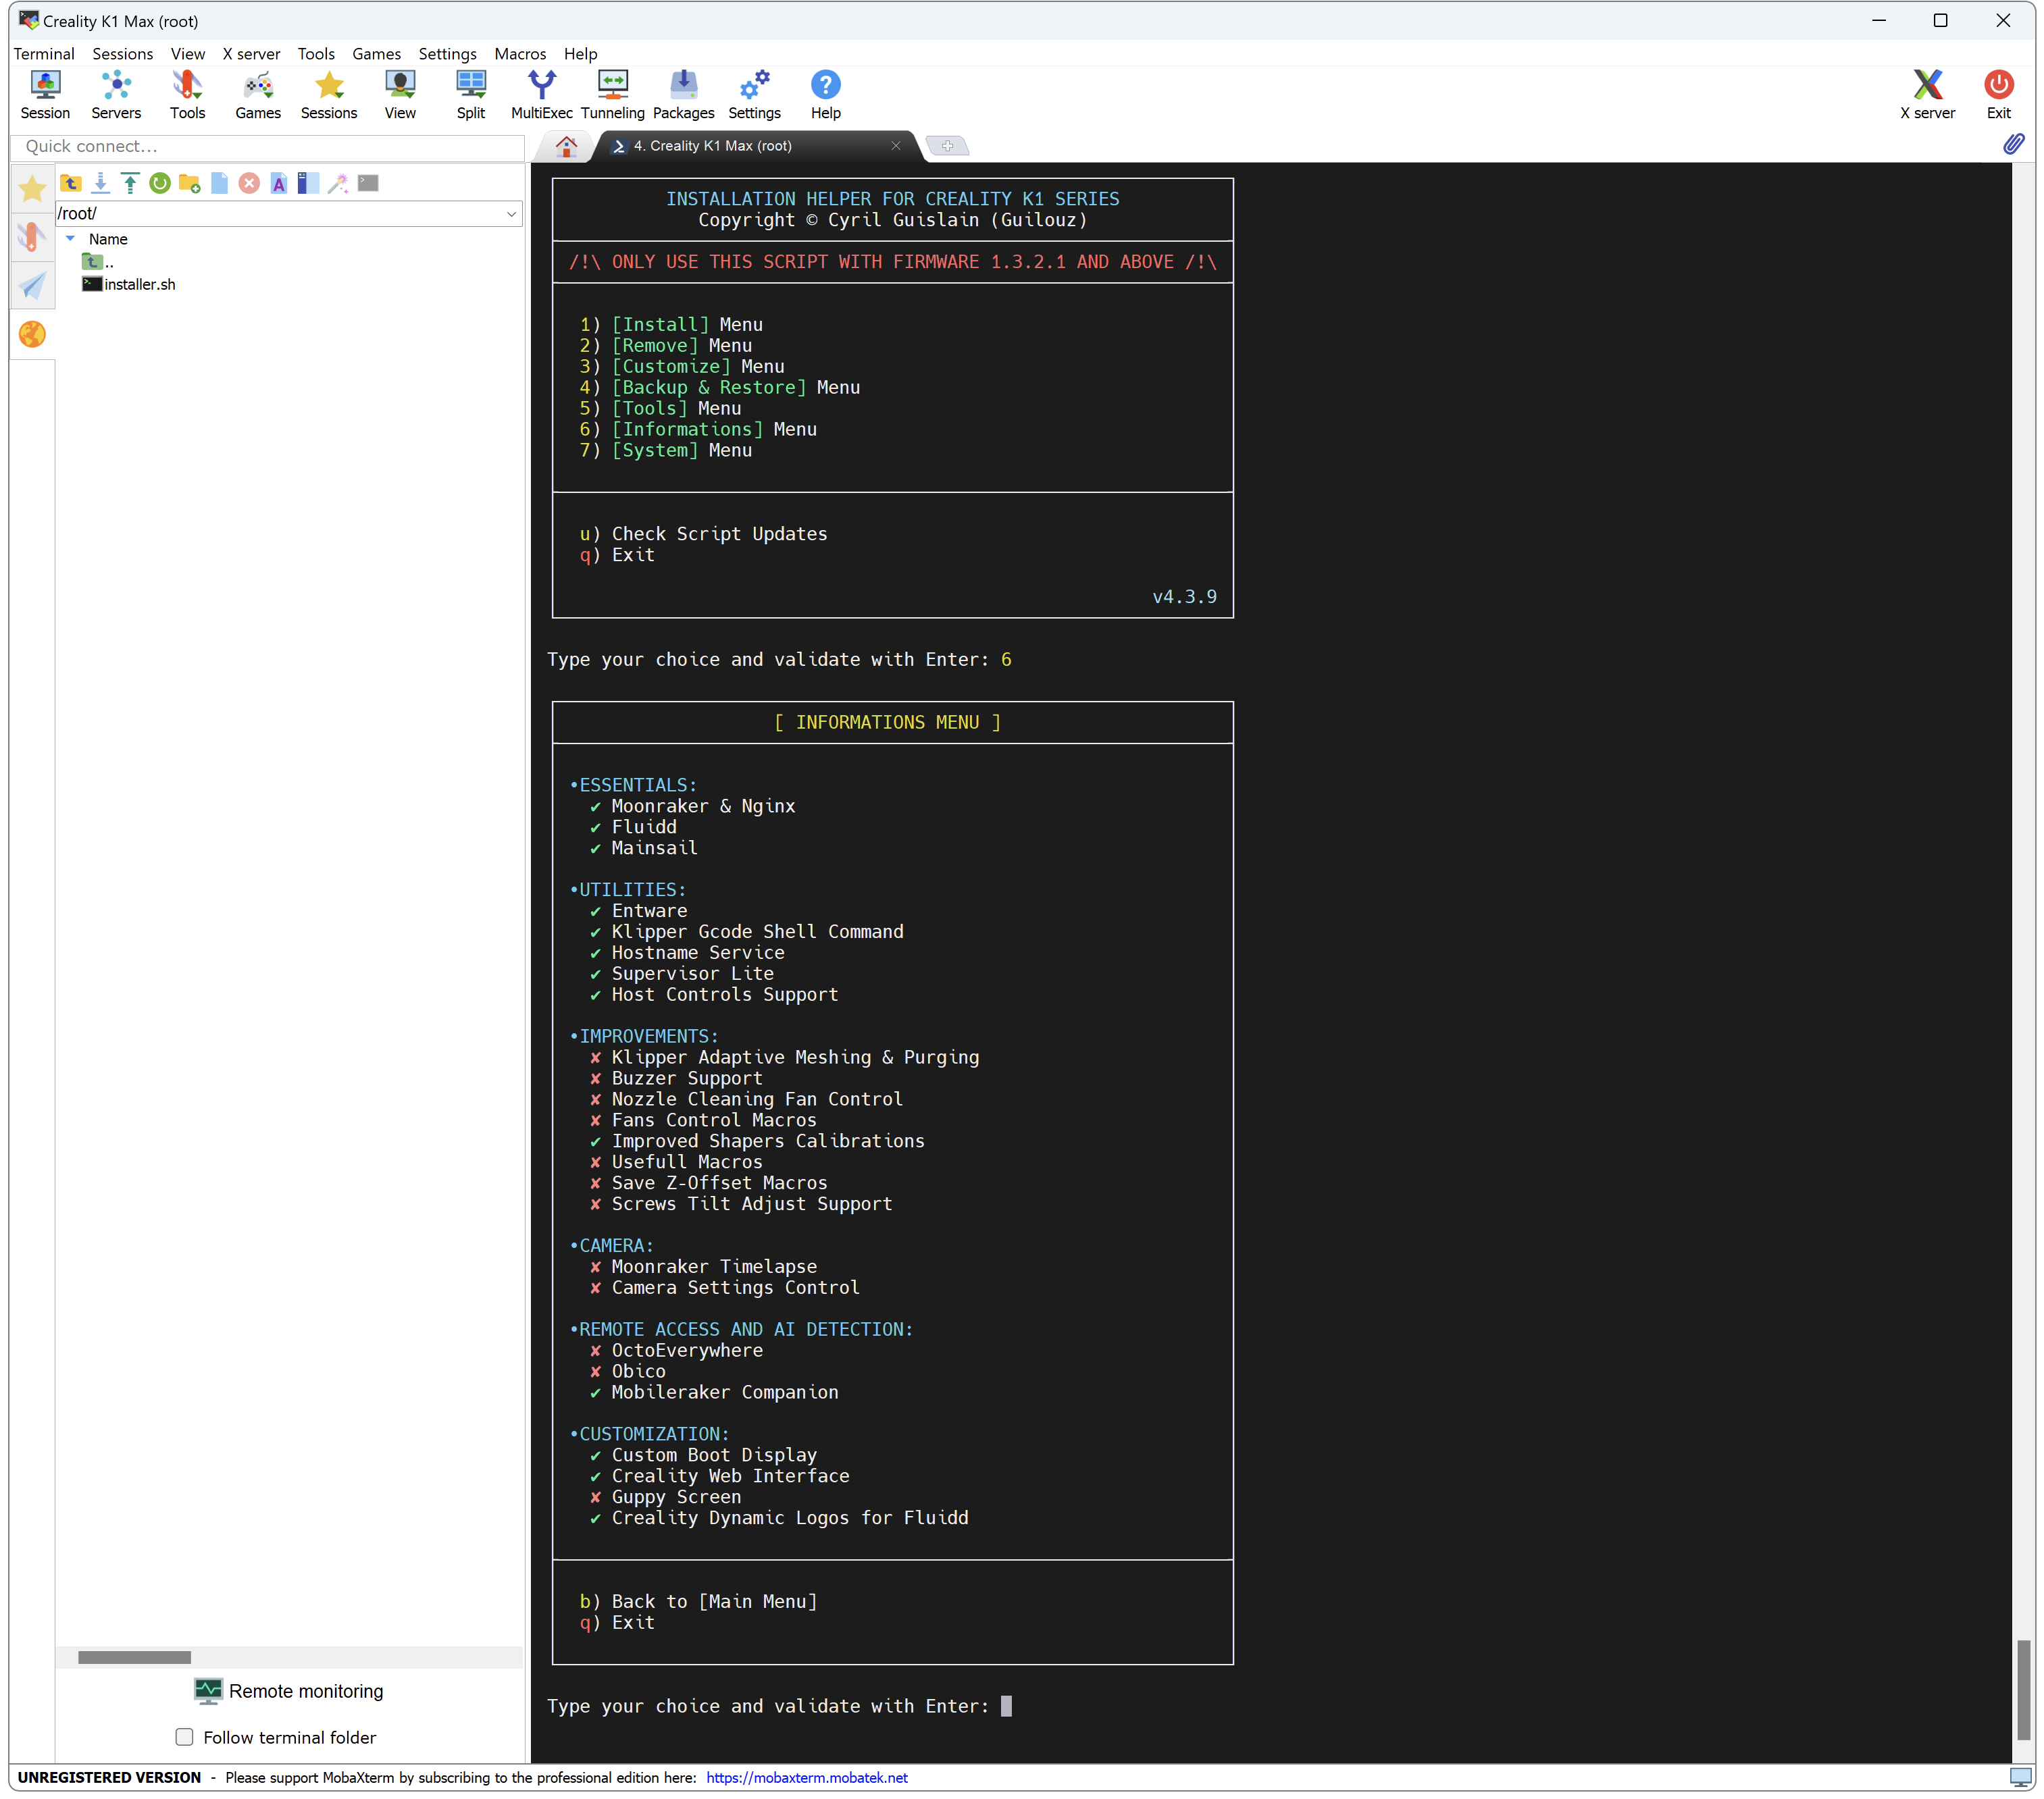 Creality K1 Max (root)
Terminal Sessions View X server Tools Games Settings Macros Help
Session Servers Tools Games Sessions View Split MultiExec Tunneling Packages Settings Help X server Exit
Quick connect...
4. Creality K1 Max (root)
/root/
Name
..
installer.sh
INSTALLATION HELPER FOR CREALITY K1 SERIES
Copyright © Cyril Guislain (Guilouz)
/!\ ONLY USE THIS SCRIPT WITH FIRMWARE 1.3.2.1 AND ABOVE /!\
1) [Install] Menu
2) [Remove] Menu
3) [Customize] Menu
4) [Backup & Restore] Menu
5) [Tools] Menu
6) [Informations] Menu
7) [System] Menu
u) Check Script Updates
q) Exit
v4.3.9
Type your choice and validate with Enter: 6
[ INFORMATIONS MENU ]
•ESSENTIALS:
✔ Moonraker & Nginx
✔ Fluidd
✔ Mainsail
•UTILITIES:
✔ Entware
✔ Klipper Gcode Shell Command
✔ Hostname Service
✔ Supervisor Lite
✔ Host Controls Support
•IMPROVEMENTS:
✘ Klipper Adaptive Meshing & Purging
✘ Buzzer Support
✘ Nozzle Cleaning Fan Control
✘ Fans Control Macros
✔ Improved Shapers Calibrations
✘ Usefull Macros
✘ Save Z-Offset Macros
✘ Screws Tilt Adjust Support
•CAMERA:
✘ Moonraker Timelapse
✘ Camera Settings Control
•REMOTE ACCESS AND AI DETECTION:
✘ OctoEverywhere
✘ Obico
✔ Mobileraker Companion
•CUSTOMIZATION:
✔ Custom Boot Display
✔ Creality Web Interface
✘ Guppy Screen
✔ Creality Dynamic Logos for Fluidd
b) Back to [Main Menu]
q) Exit
Type your choice and validate with Enter:
Remote monitoring
Follow terminal folder
UNREGISTERED VERSION - Please support MobaXterm by subscribing to the professional edition here: https://mobaxterm.mobatek.net